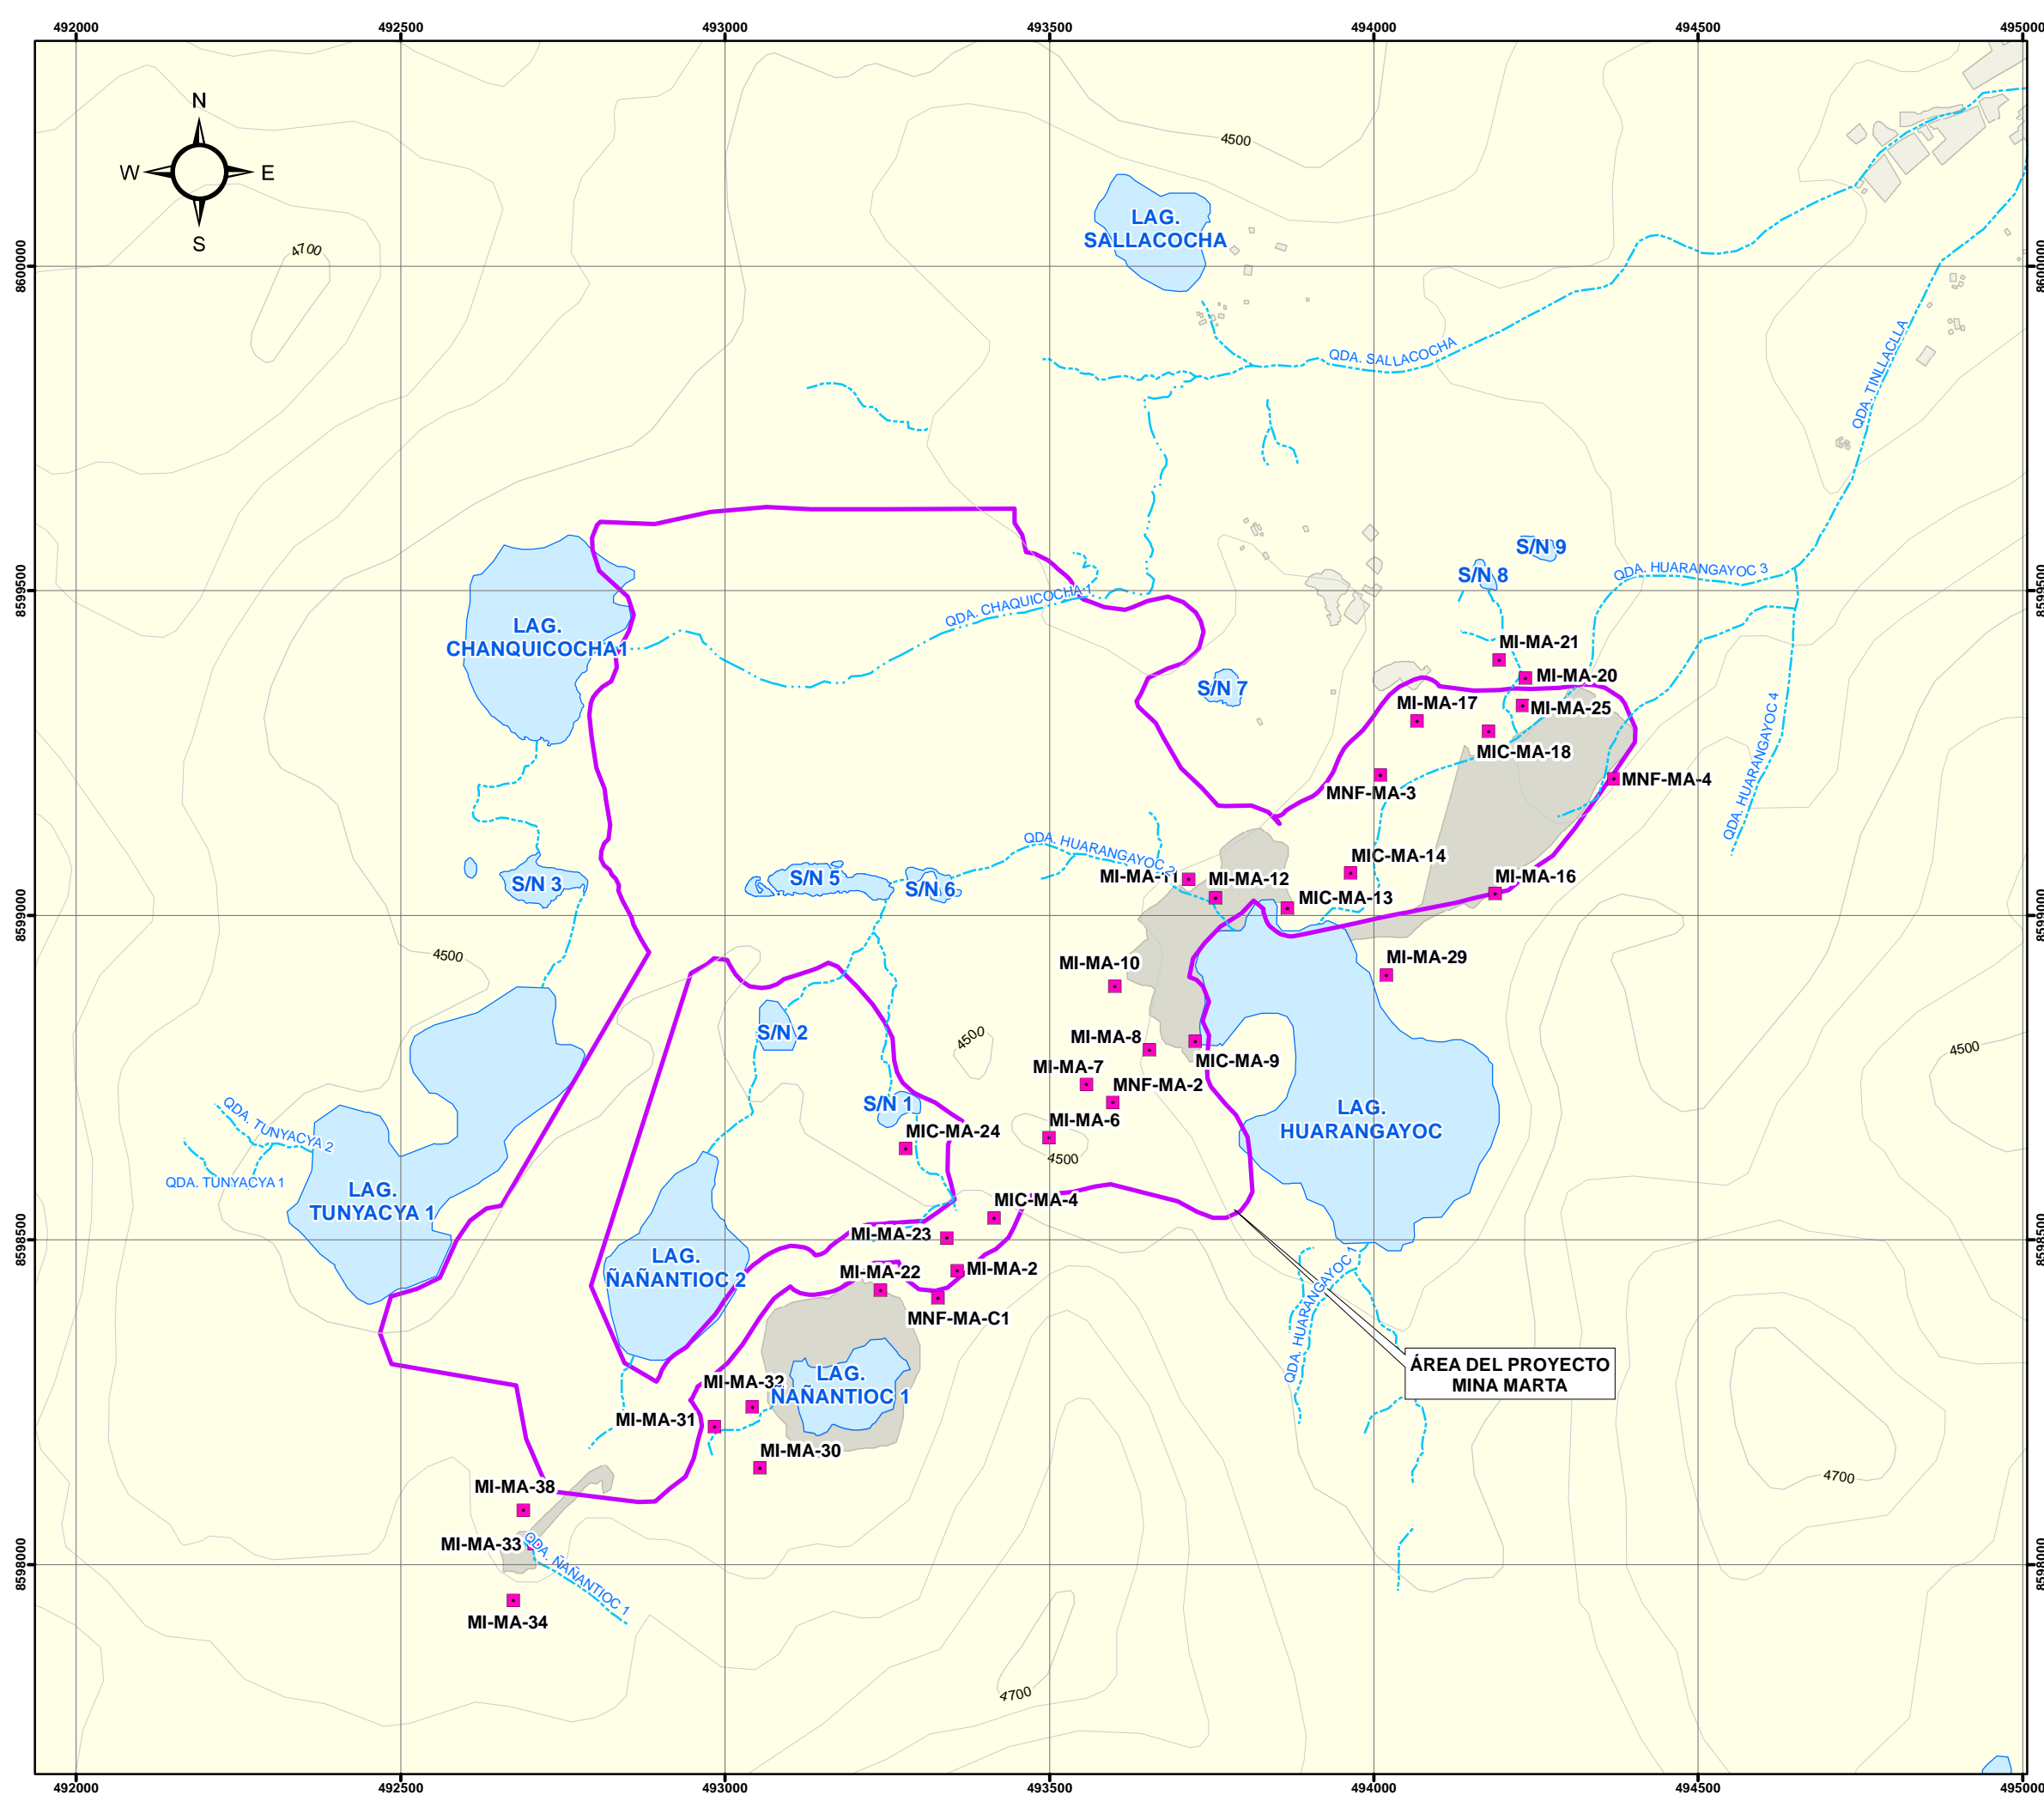 492000 492500 493000 493500 494000 494500 495000
N
W E
S
4500
4700
8600000
8600000
LAG.
SALLACOCHA
QDA. SALLACOCHA
QDA. TINLLACLLA
S/N 9
S/N 8
QDA. HUARANGAYOC 3
8599500
8599500
QDA. CHAQUICOCHA 1
LAG.
CHANQUICOCHA1
MI-MA-21
MI-MA-20
S/N 7
MI-MA-17
MI-MA-25
MIC-MA-18
QDA. HUARANGAYOC 4
MNF-MA-4
MNF-MA-3
QDA. HUARANGAYOC 2
MIC-MA-14
MI-MA-11
MI-MA-12
MI-MA-16
S/N 3
S/N 5
S/N 6
MIC-MA-13
8599000
8599000
4500
MI-MA-10
MI-MA-29
S/N 2
4500
MI-MA-8
4500
MIC-MA-9
MI-MA-7
MNF-MA-2
S/N 1
LAG.
HUARANGAYOC
MI-MA-6
MIC-MA-24
QDA. TUNYACYA 2
4500
QDA. TUNYACYA 1
LAG.
TUNYACYA 1
MIC-MA-4
MI-MA-23
8598500
8598500
LAG.
ÑAÑANTIOC 2
MI-MA-22
MI-MA-2
MNF-MA-C1
QDA. HUARANGAYOC 1
ÁREA DEL PROYECTO
MINA MARTA
MI-MA-32
LAG.
ÑAÑANTIOC 1
MI-MA-31
MI-MA-30
4700
MI-MA-38
MI-MA-33
QDA. ÑAÑANTIOC 1
8598000
8598000
MI-MA-34
4700
492000 492500 493000 493500 494000 494500 495000